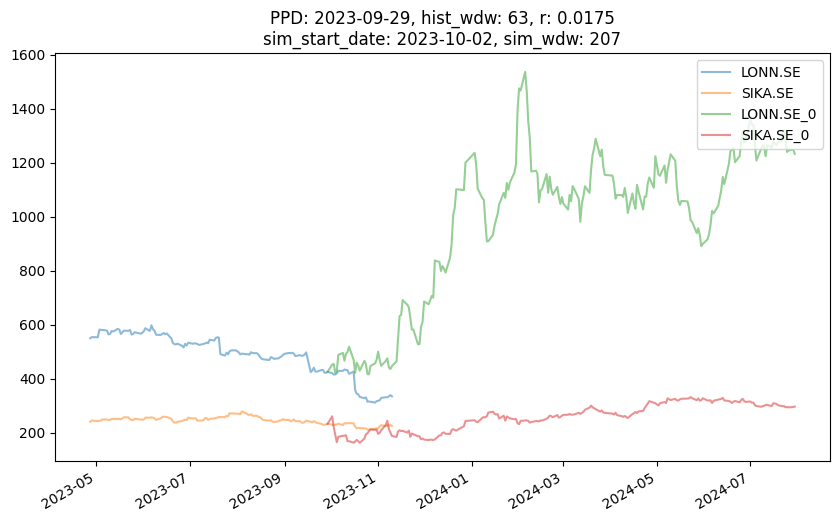 PPD: 2023-09-29, hist_wdw: 63, r: 0.0175
sim_start_date: 2023-10-02, sim_wdw: 207
1600
1400
1200
1000
800
600
400
200
LONN.SE
SIKA.SE
LONN.SE_0
SIKA.SE_0
2023-05
2023-07
2023-09
2023-11
2024-01
2024-03
2024-05
2024-07